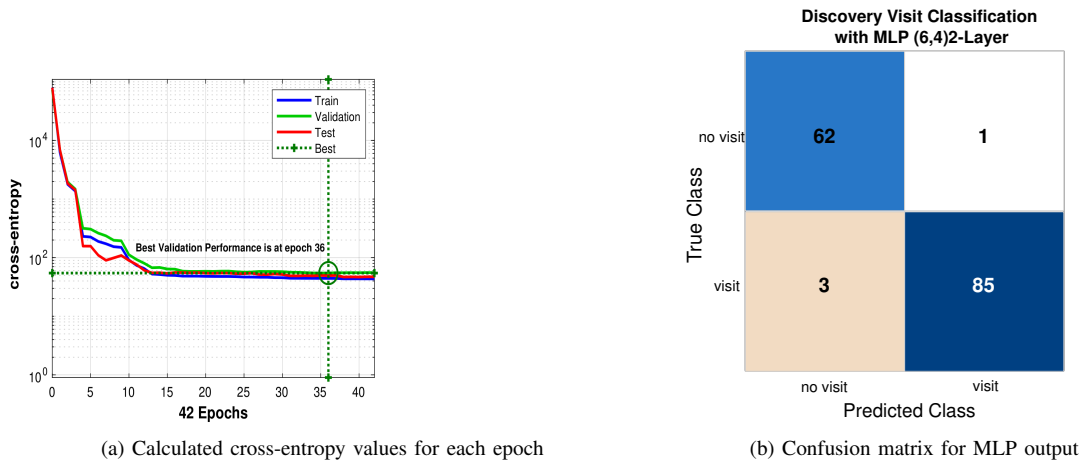 cross-entropy
10^4
10^2
10^0
Train
Validation
Test
Best
Best Validation Performance is at epoch 36
0 5 10 15 20 25 30 35 40
42 Epochs
(a) Calculated cross-entropy values for each epoch
Discovery Visit Classification
with MLP (6,4)2-Layer
True Class
no visit 62 1
visit 3 85
no visit visit
Predicted Class
(b) Confusion matrix for MLP output